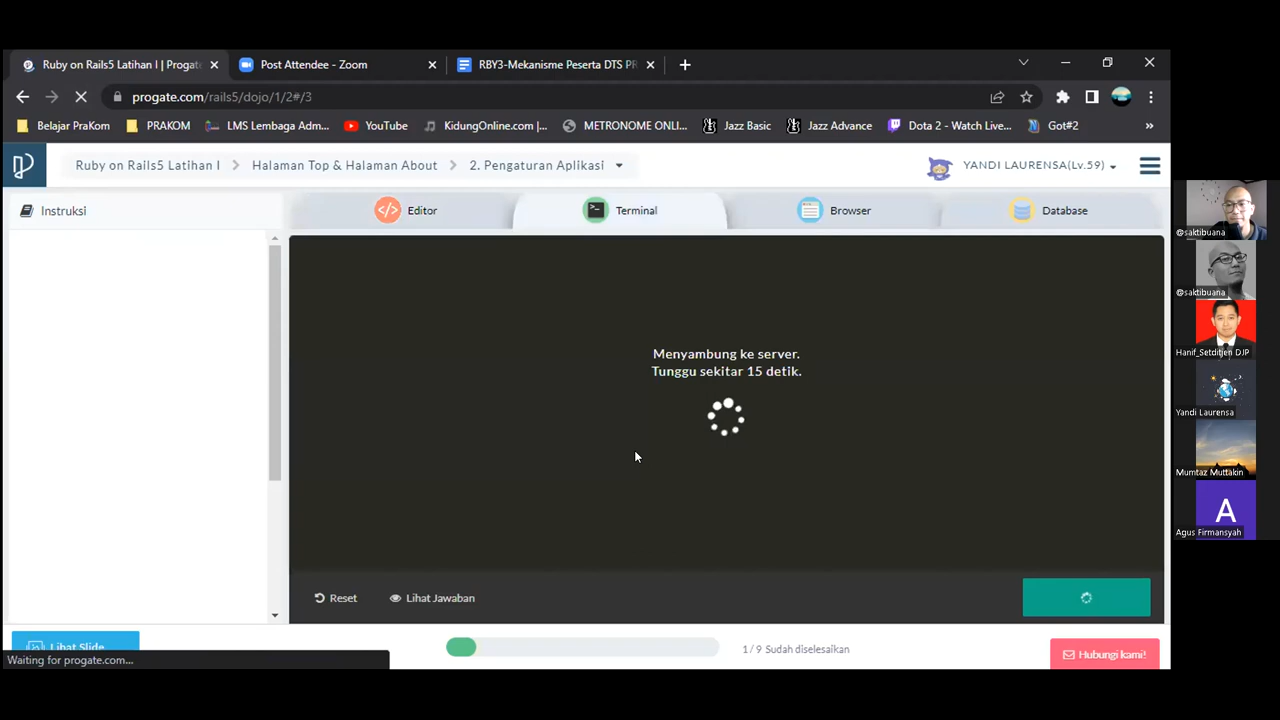 Ruby on Rails5 Latihan I | Progate
Post Attendee - Zoom
RBY3-Mekanisme Peserta DTS PR
progate.com/rails5/dojo/1/2#/3
Belajar PraKom
PRAKOM
LMS Lembaga Adm...
YouTube
KidungOnline.com |...
METRONOME ONLI...
Jazz Basic
Jazz Advance
Dota 2 - Watch Live...
Got#2
»
Ruby on Rails5 Latihan I
Halaman Top & Halaman About
2. Pengaturan Aplikasi
YANDI LAURENSA(Lv.59)
Instruksi
Editor
Terminal
Browser
Database
Menyambung ke server.
Tunggu sekitar 15 detik.
Reset
Lihat Jawaban
Lihat Slide
1 / 9 Sudah diselesaikan
Hubungi kami!
Waiting for progate.com...
@saktibuana
@saktibuana
Hanif_Setditjen DJP
Yandi Laurensa
Mumtaz Muttakin
A
Agus Firmansyah